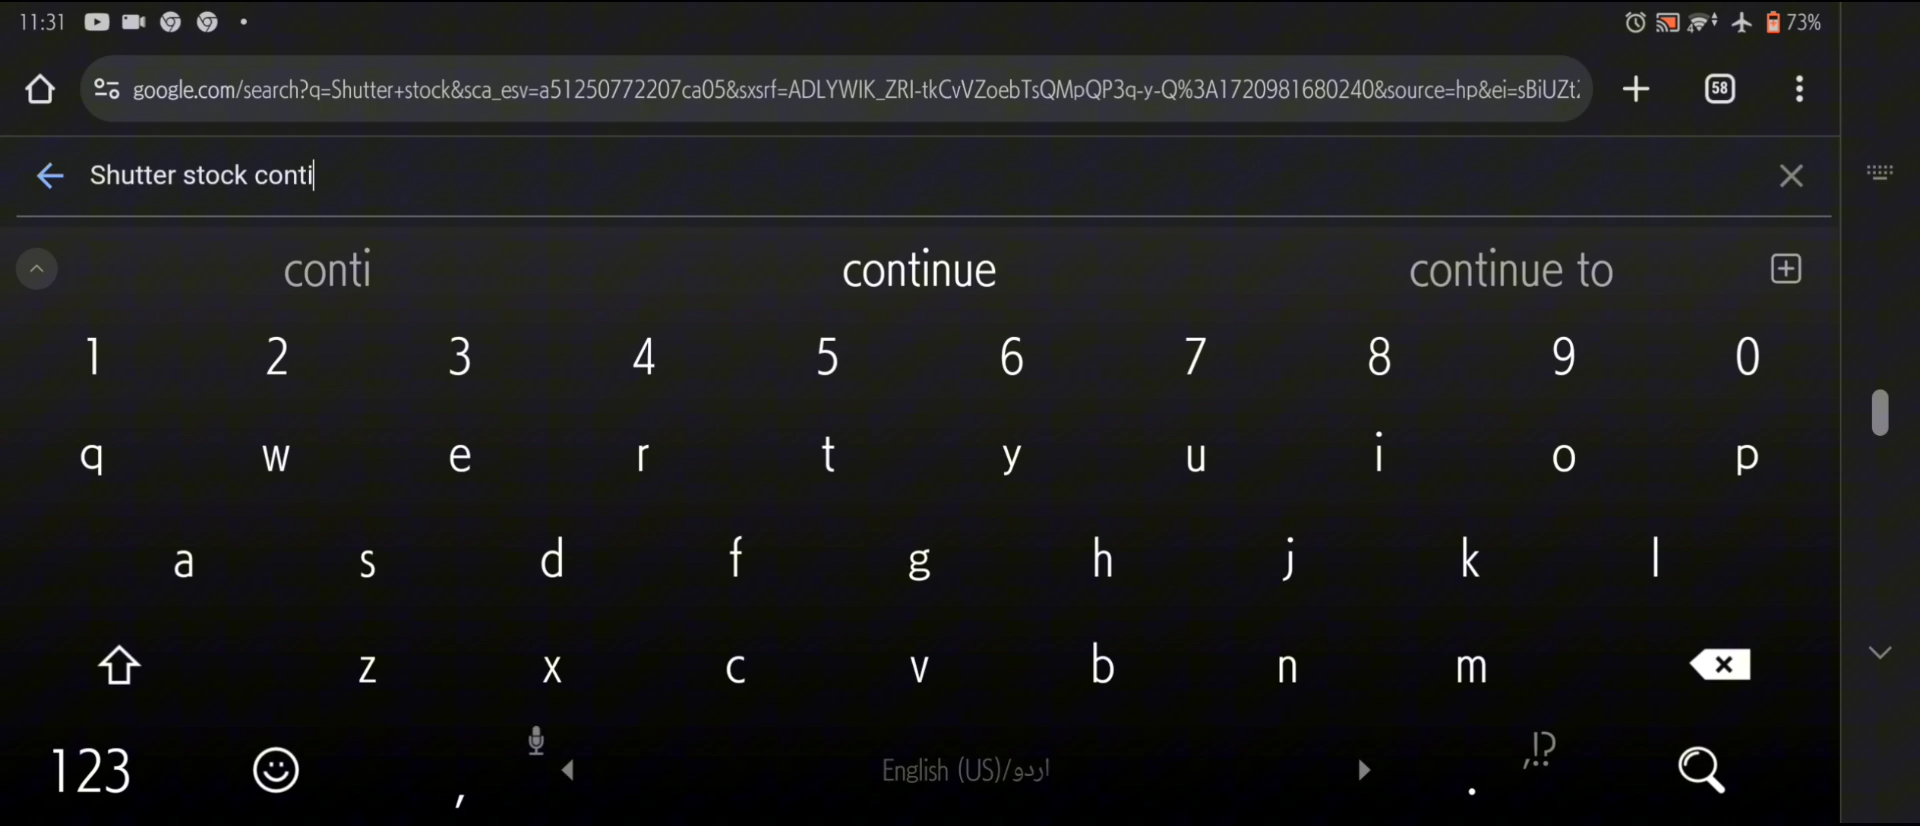 11:31 73%
google.com/search?q=Shutter+stock&sca_esv=a51250772207ca05&sxsrf=ADLYWIK_ZRI-tkCvVZoebTsQMpQP3q-y-Q%3A1720981680240&source=hp&ei=sBiUZt 58
Shutter stock conti
conti continue continue to
1 2 3 4 5 6 7 8 9 0
q w e r t y u i o p
a s d f g h j k l
z x c v b n m
123 , English (US)/اردو . ,!?